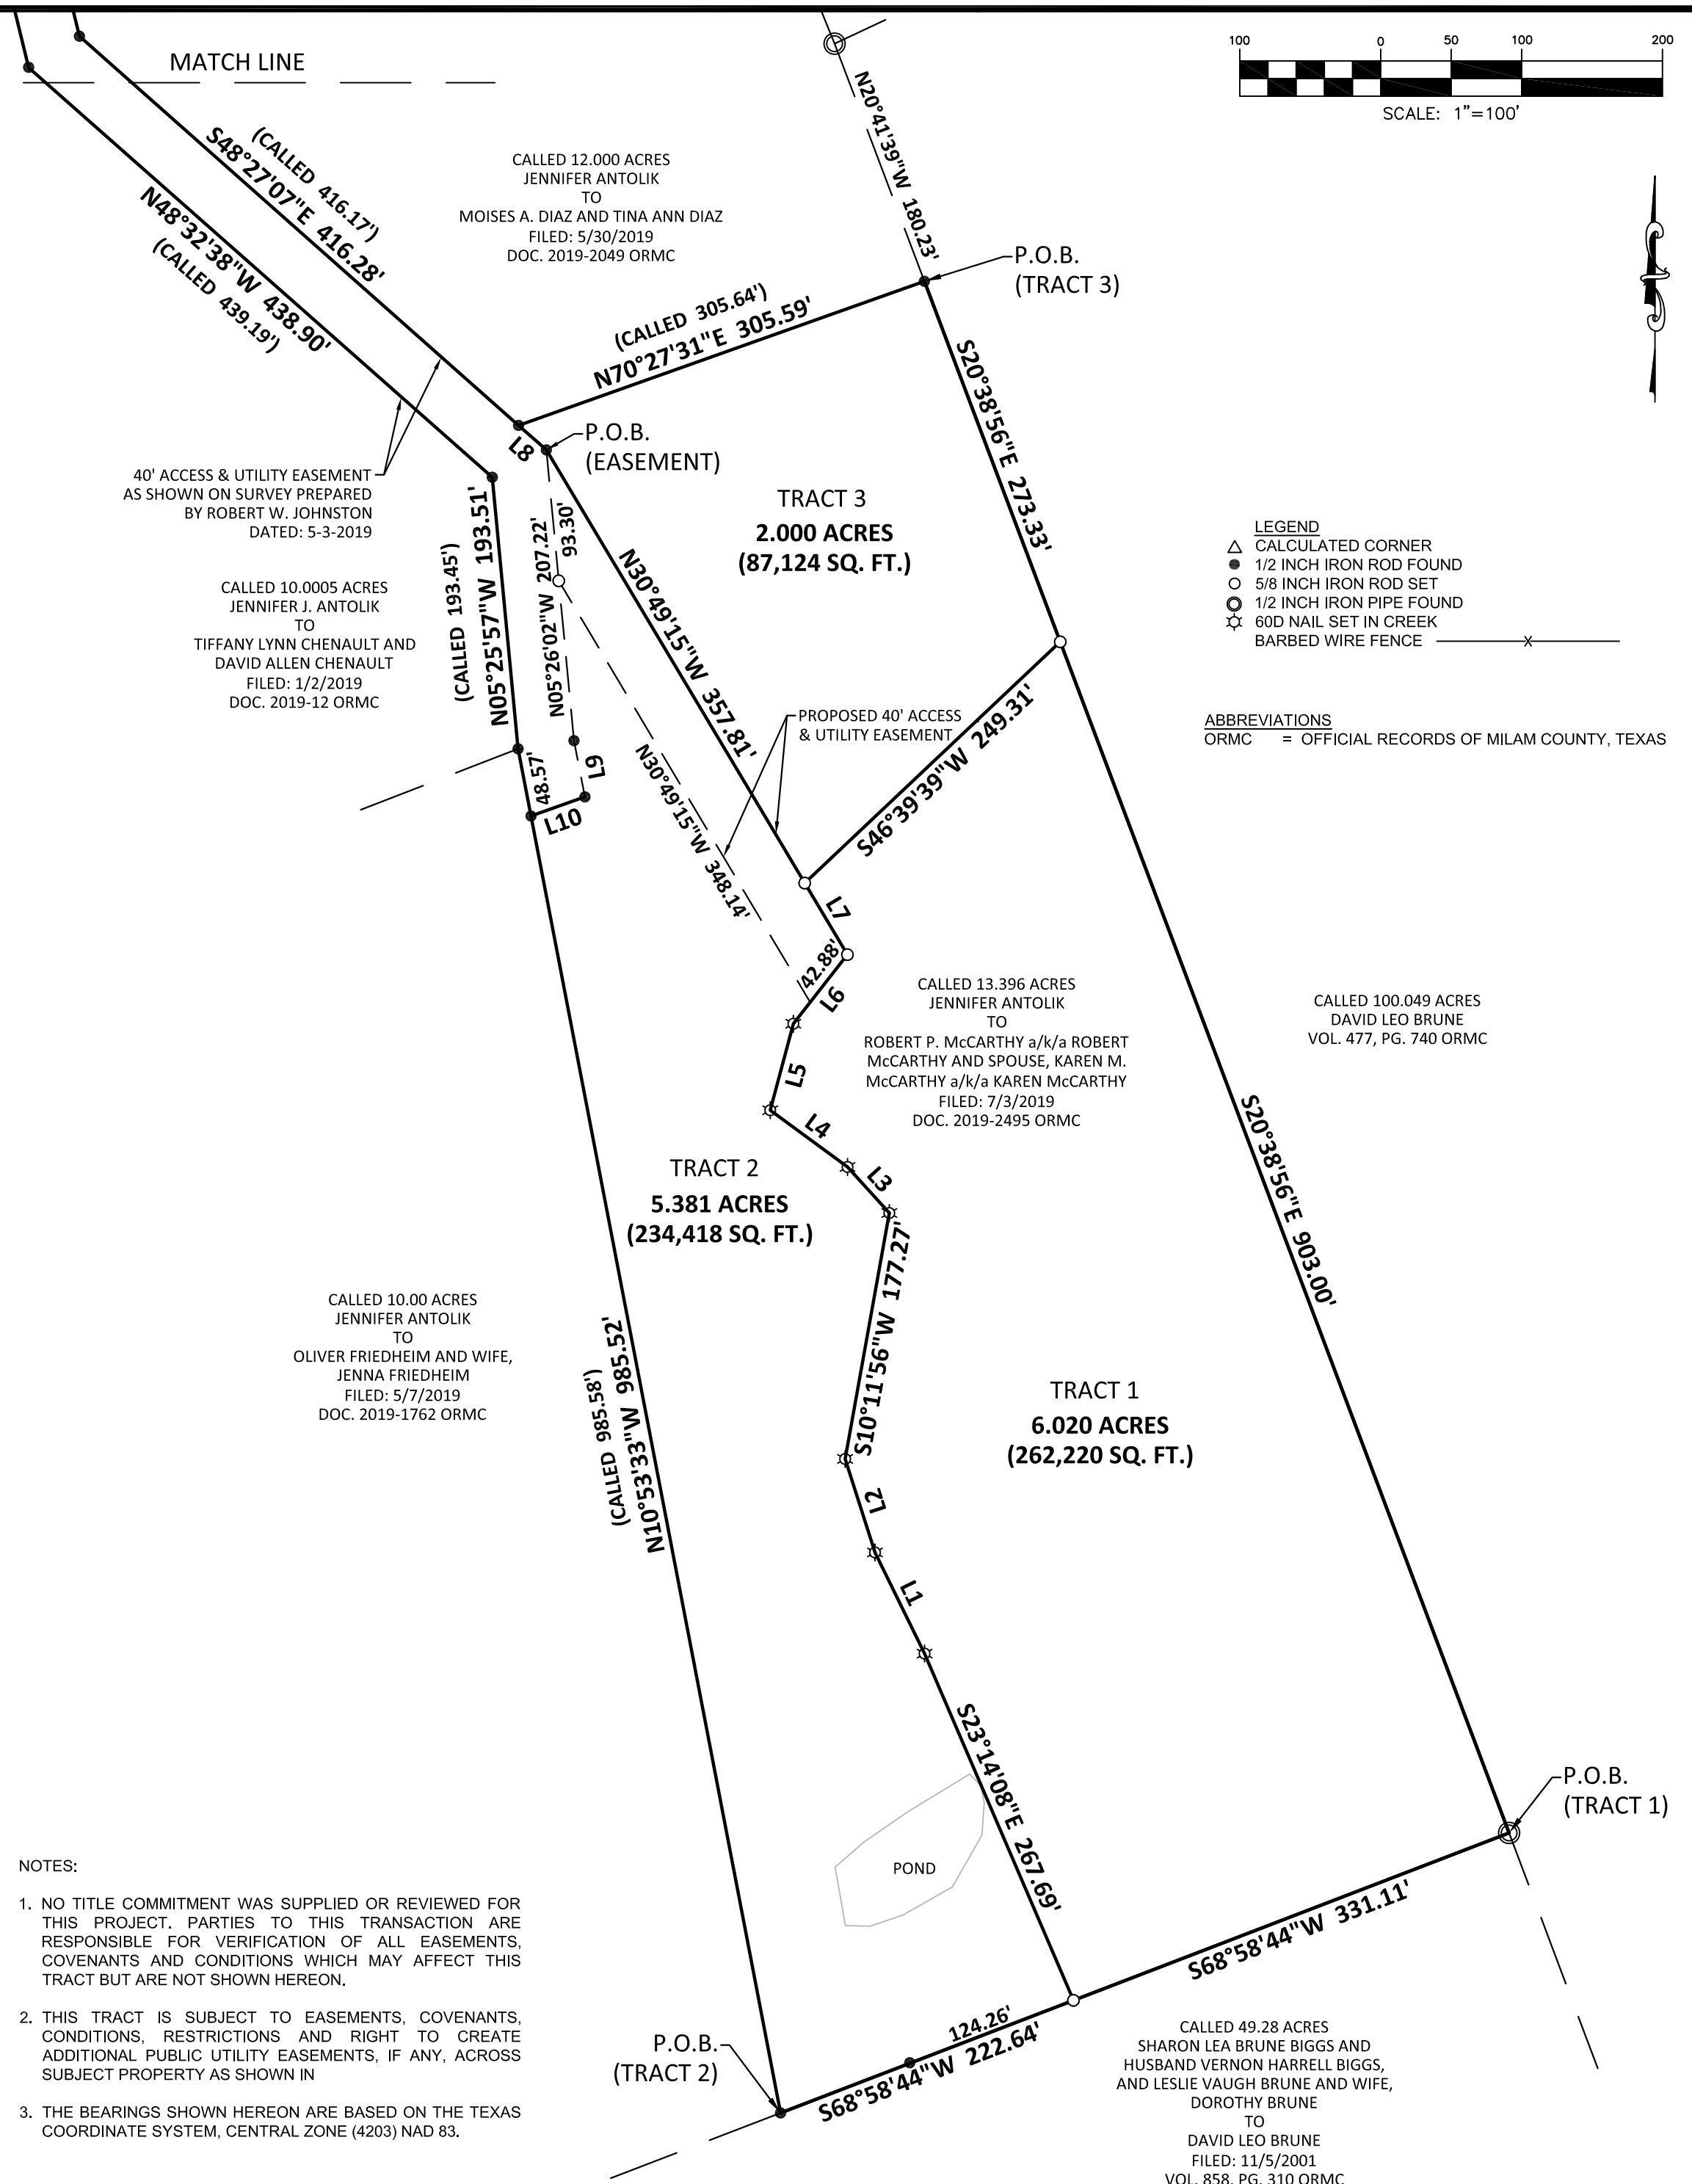 MATCH LINE
100 0 50 100 200
SCALE: 1"=100'
N20°41'39"W 180.23'
(CALLED 416.17')
S48°27'07"E 416.28'
N48°32'38"W 438.90'
(CALLED 439.19')
CALLED 12.000 ACRES
JENNIFER ANTOLIK
TO
MOISES A. DIAZ AND TINA ANN DIAZ
FILED: 5/30/2019
DOC. 2019-2049 ORMC
P.O.B.
(TRACT 3)
(CALLED 305.64')
N70°27'31"E 305.59'
S20°38'56"E 273.33'
L8
P.O.B.
(EASEMENT)
40' ACCESS & UTILITY EASEMENT
AS SHOWN ON SURVEY PREPARED
BY ROBERT W. JOHNSTON
DATED: 5-3-2019
TRACT 3
2.000 ACRES
(87,124 SQ. FT.)
LEGEND
CALCULATED CORNER
1/2 INCH IRON ROD FOUND
5/8 INCH IRON ROD SET
1/2 INCH IRON PIPE FOUND
60D NAIL SET IN CREEK
BARBED WIRE FENCE X
ABBREVIATIONS
ORMC = OFFICIAL RECORDS OF MILAM COUNTY, TEXAS
(CALLED 193.45')
N05°25'57"W 193.51'
N05°26'02"W 207.22'
93.30'
N30°49'15"W 357.81'
CALLED 10.0005 ACRES
JENNIFER J. ANTOLIK
TO
TIFFANY LYNN CHENAULT AND
DAVID ALLEN CHENAULT
FILED: 1/2/2019
DOC. 2019-12 ORMC
PROPOSED 40' ACCESS
& UTILITY EASEMENT
S46°39'39"W 249.31'
48.57'
L9
L10
N30°49'15"W 348.14'
L7
42.88'
L6
L5
L4
L3
CALLED 13.396 ACRES
JENNIFER ANTOLIK
TO
ROBERT P. McCARTHY a/k/a ROBERT
McCARTHY AND SPOUSE, KAREN M.
McCARTHY a/k/a KAREN McCARTHY
FILED: 7/3/2019
DOC. 2019-2495 ORMC
CALLED 100.049 ACRES
DAVID LEO BRUNE
VOL. 477, PG. 740 ORMC
S20°38'56"E 903.00'
TRACT 2
5.381 ACRES
(234,418 SQ. FT.)
S10°11'56"W 177.27'
CALLED 10.00 ACRES
JENNIFER ANTOLIK
TO
OLIVER FRIEDHEIM AND WIFE,
JENNA FRIEDHEIM
FILED: 5/7/2019
DOC. 2019-1762 ORMC
N10°53'33"W 985.52'
(CALLED 985.58')
TRACT 1
6.020 ACRES
(262,220 SQ. FT.)
L2
L1
S23°14'08"E 267.69'
POND
P.O.B.
(TRACT 1)
S68°58'44"W 331.11'
124.26'
S68°58'44"W 222.64'
P.O.B.
(TRACT 2)
NOTES:
1. NO TITLE COMMITMENT WAS SUPPLIED OR REVIEWED FOR
THIS PROJECT. PARTIES TO THIS TRANSACTION ARE
RESPONSIBLE FOR VERIFICATION OF ALL EASEMENTS,
COVENANTS AND CONDITIONS WHICH MAY AFFECT THIS
TRACT BUT ARE NOT SHOWN HEREON.
2. THIS TRACT IS SUBJECT TO EASEMENTS, COVENANTS,
CONDITIONS, RESTRICTIONS AND RIGHT TO CREATE
ADDITIONAL PUBLIC UTILITY EASEMENTS, IF ANY, ACROSS
SUBJECT PROPERTY AS SHOWN IN
3. THE BEARINGS SHOWN HEREON ARE BASED ON THE TEXAS
COORDINATE SYSTEM, CENTRAL ZONE (4203) NAD 83.
CALLED 49.28 ACRES
SHARON LEA BRUNE BIGGS AND
HUSBAND VERNON HARRELL BIGGS,
AND LESLIE VAUGH BRUNE AND WIFE,
DOROTHY BRUNE
TO
DAVID LEO BRUNE
FILED: 11/5/2001
VOL. 858, PG. 310 ORMC